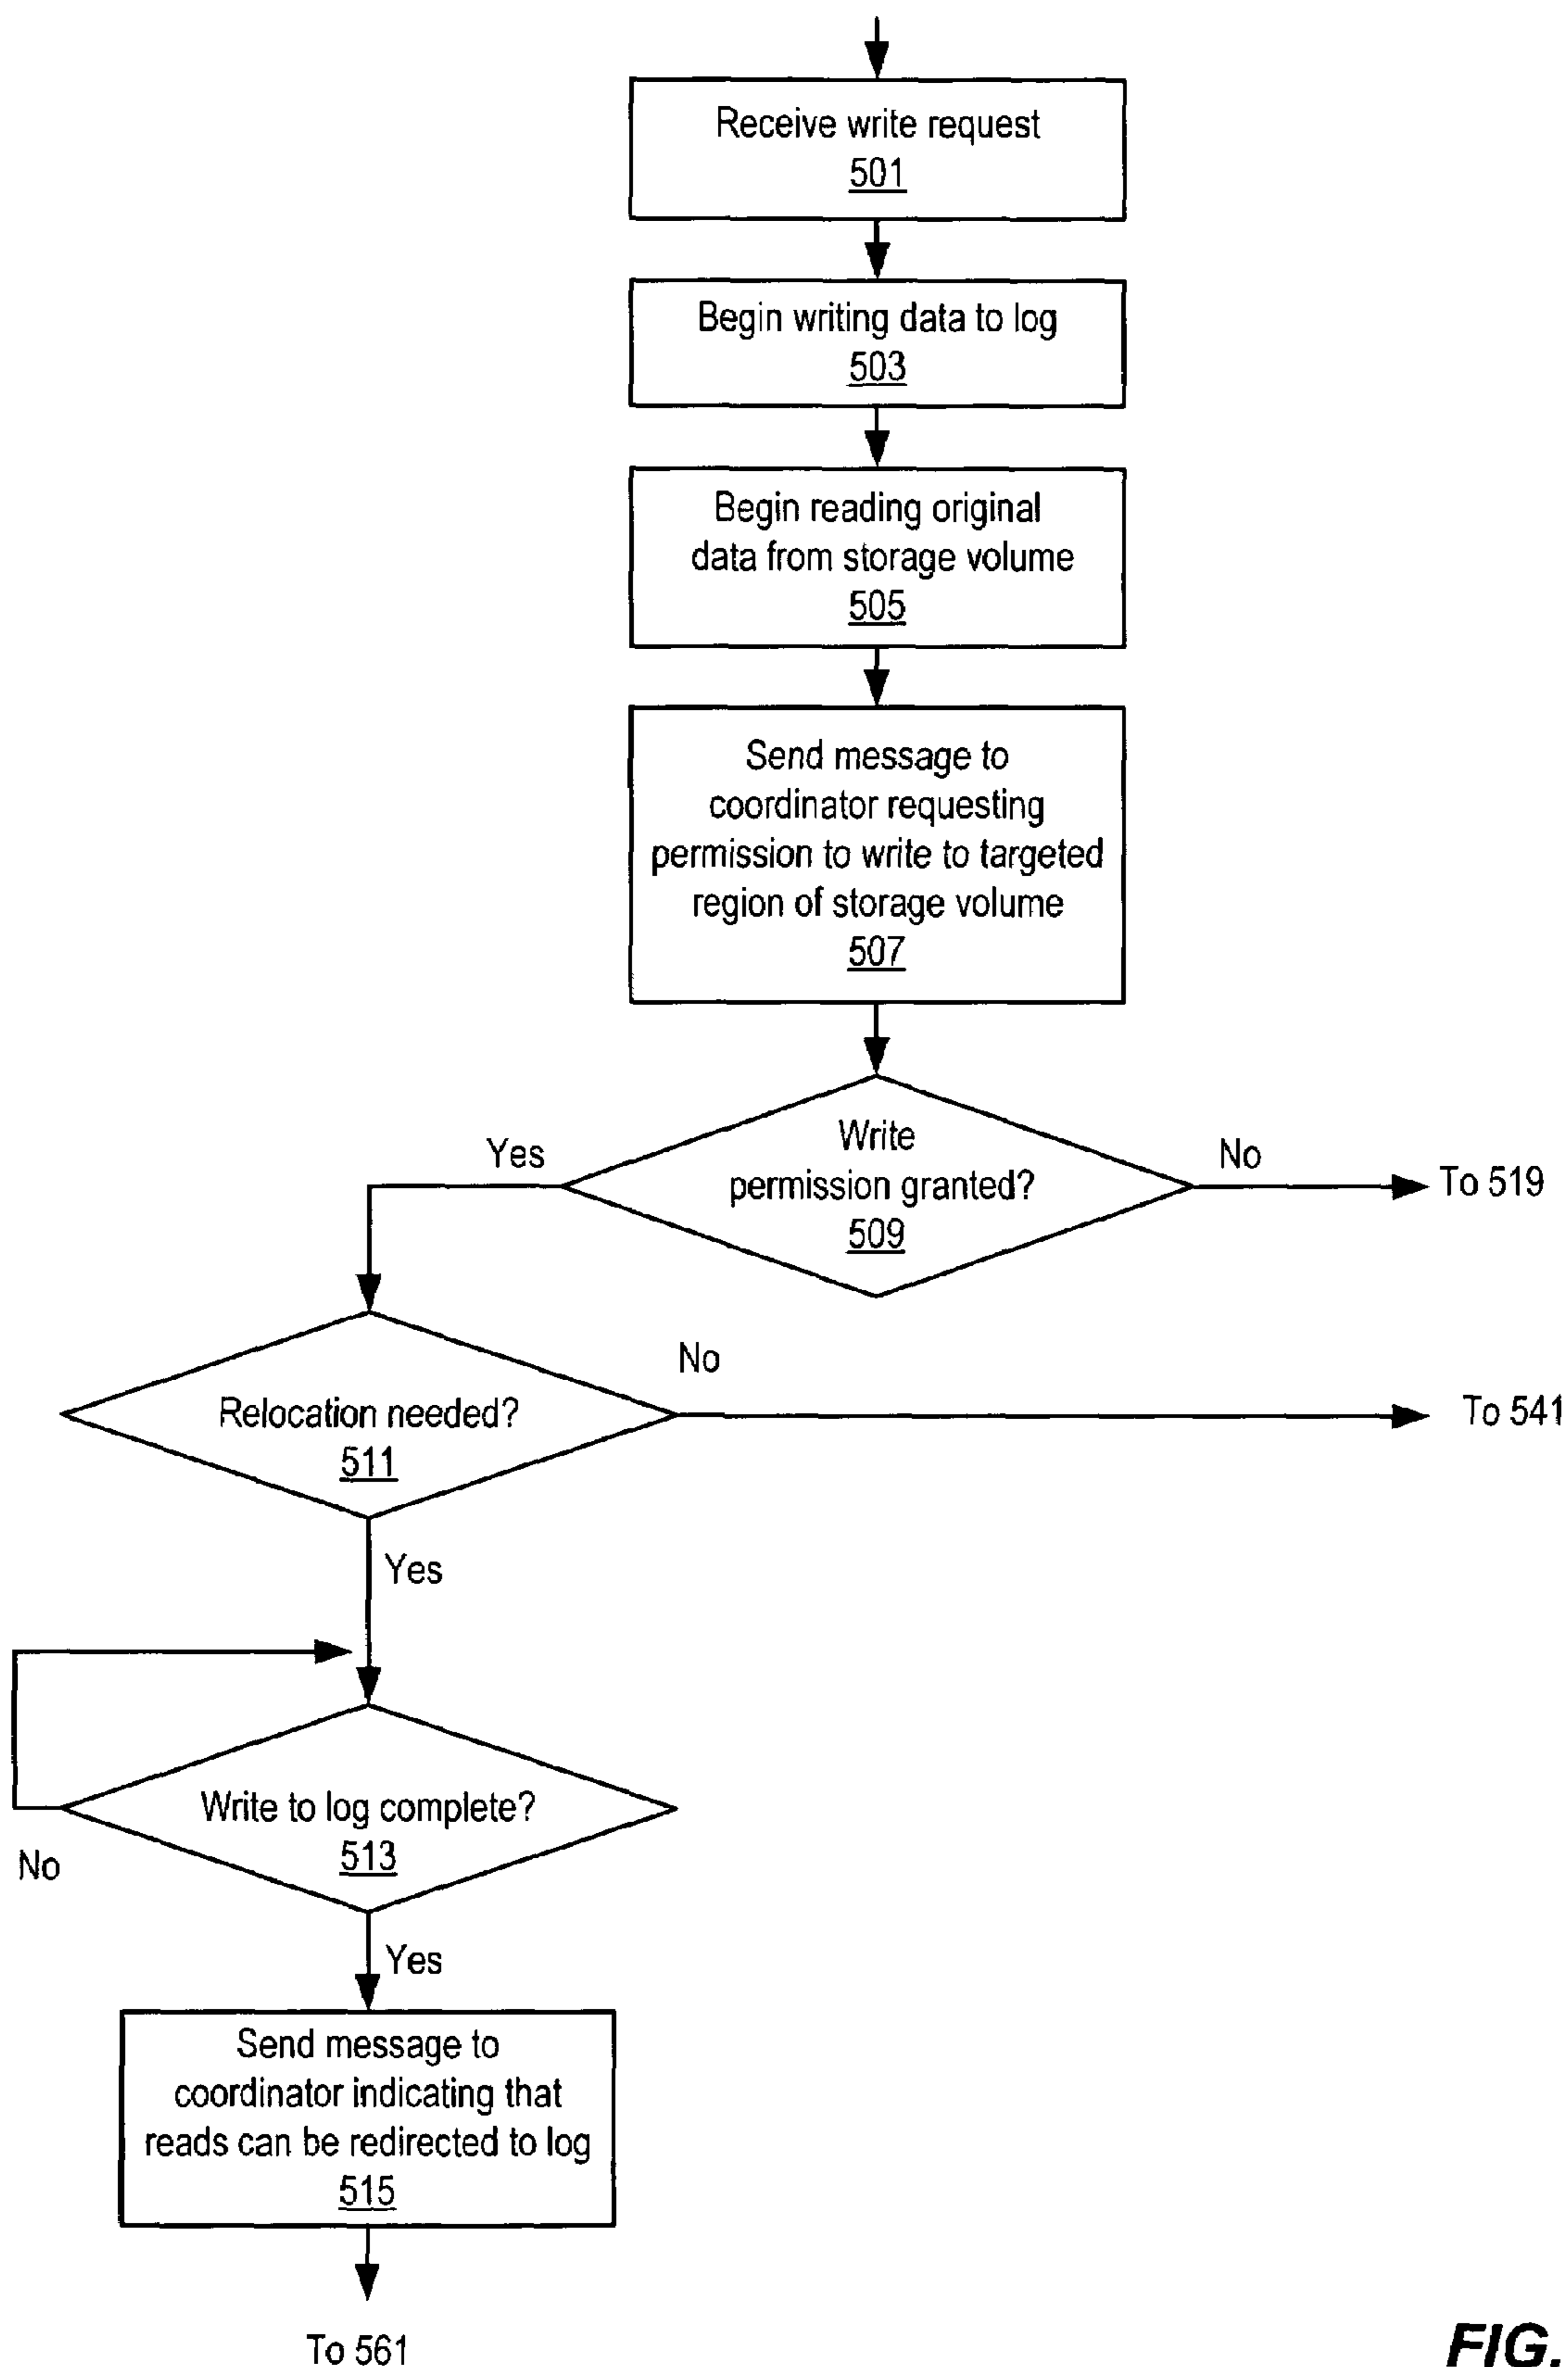 Receive write request
501
Begin writing data to log
503
Begin reading original
data from storage volume
505
Send message to
coordinator requesting
permission to write to targeted
region of storage volume
507
Write
permission granted?
509
Yes
No
To 519
Relocation needed?
511
No
To 541
Yes
Write to log complete?
513
No
Yes
Send message to
coordinator indicating that
reads can be redirected to log
515
To 561
FIG.